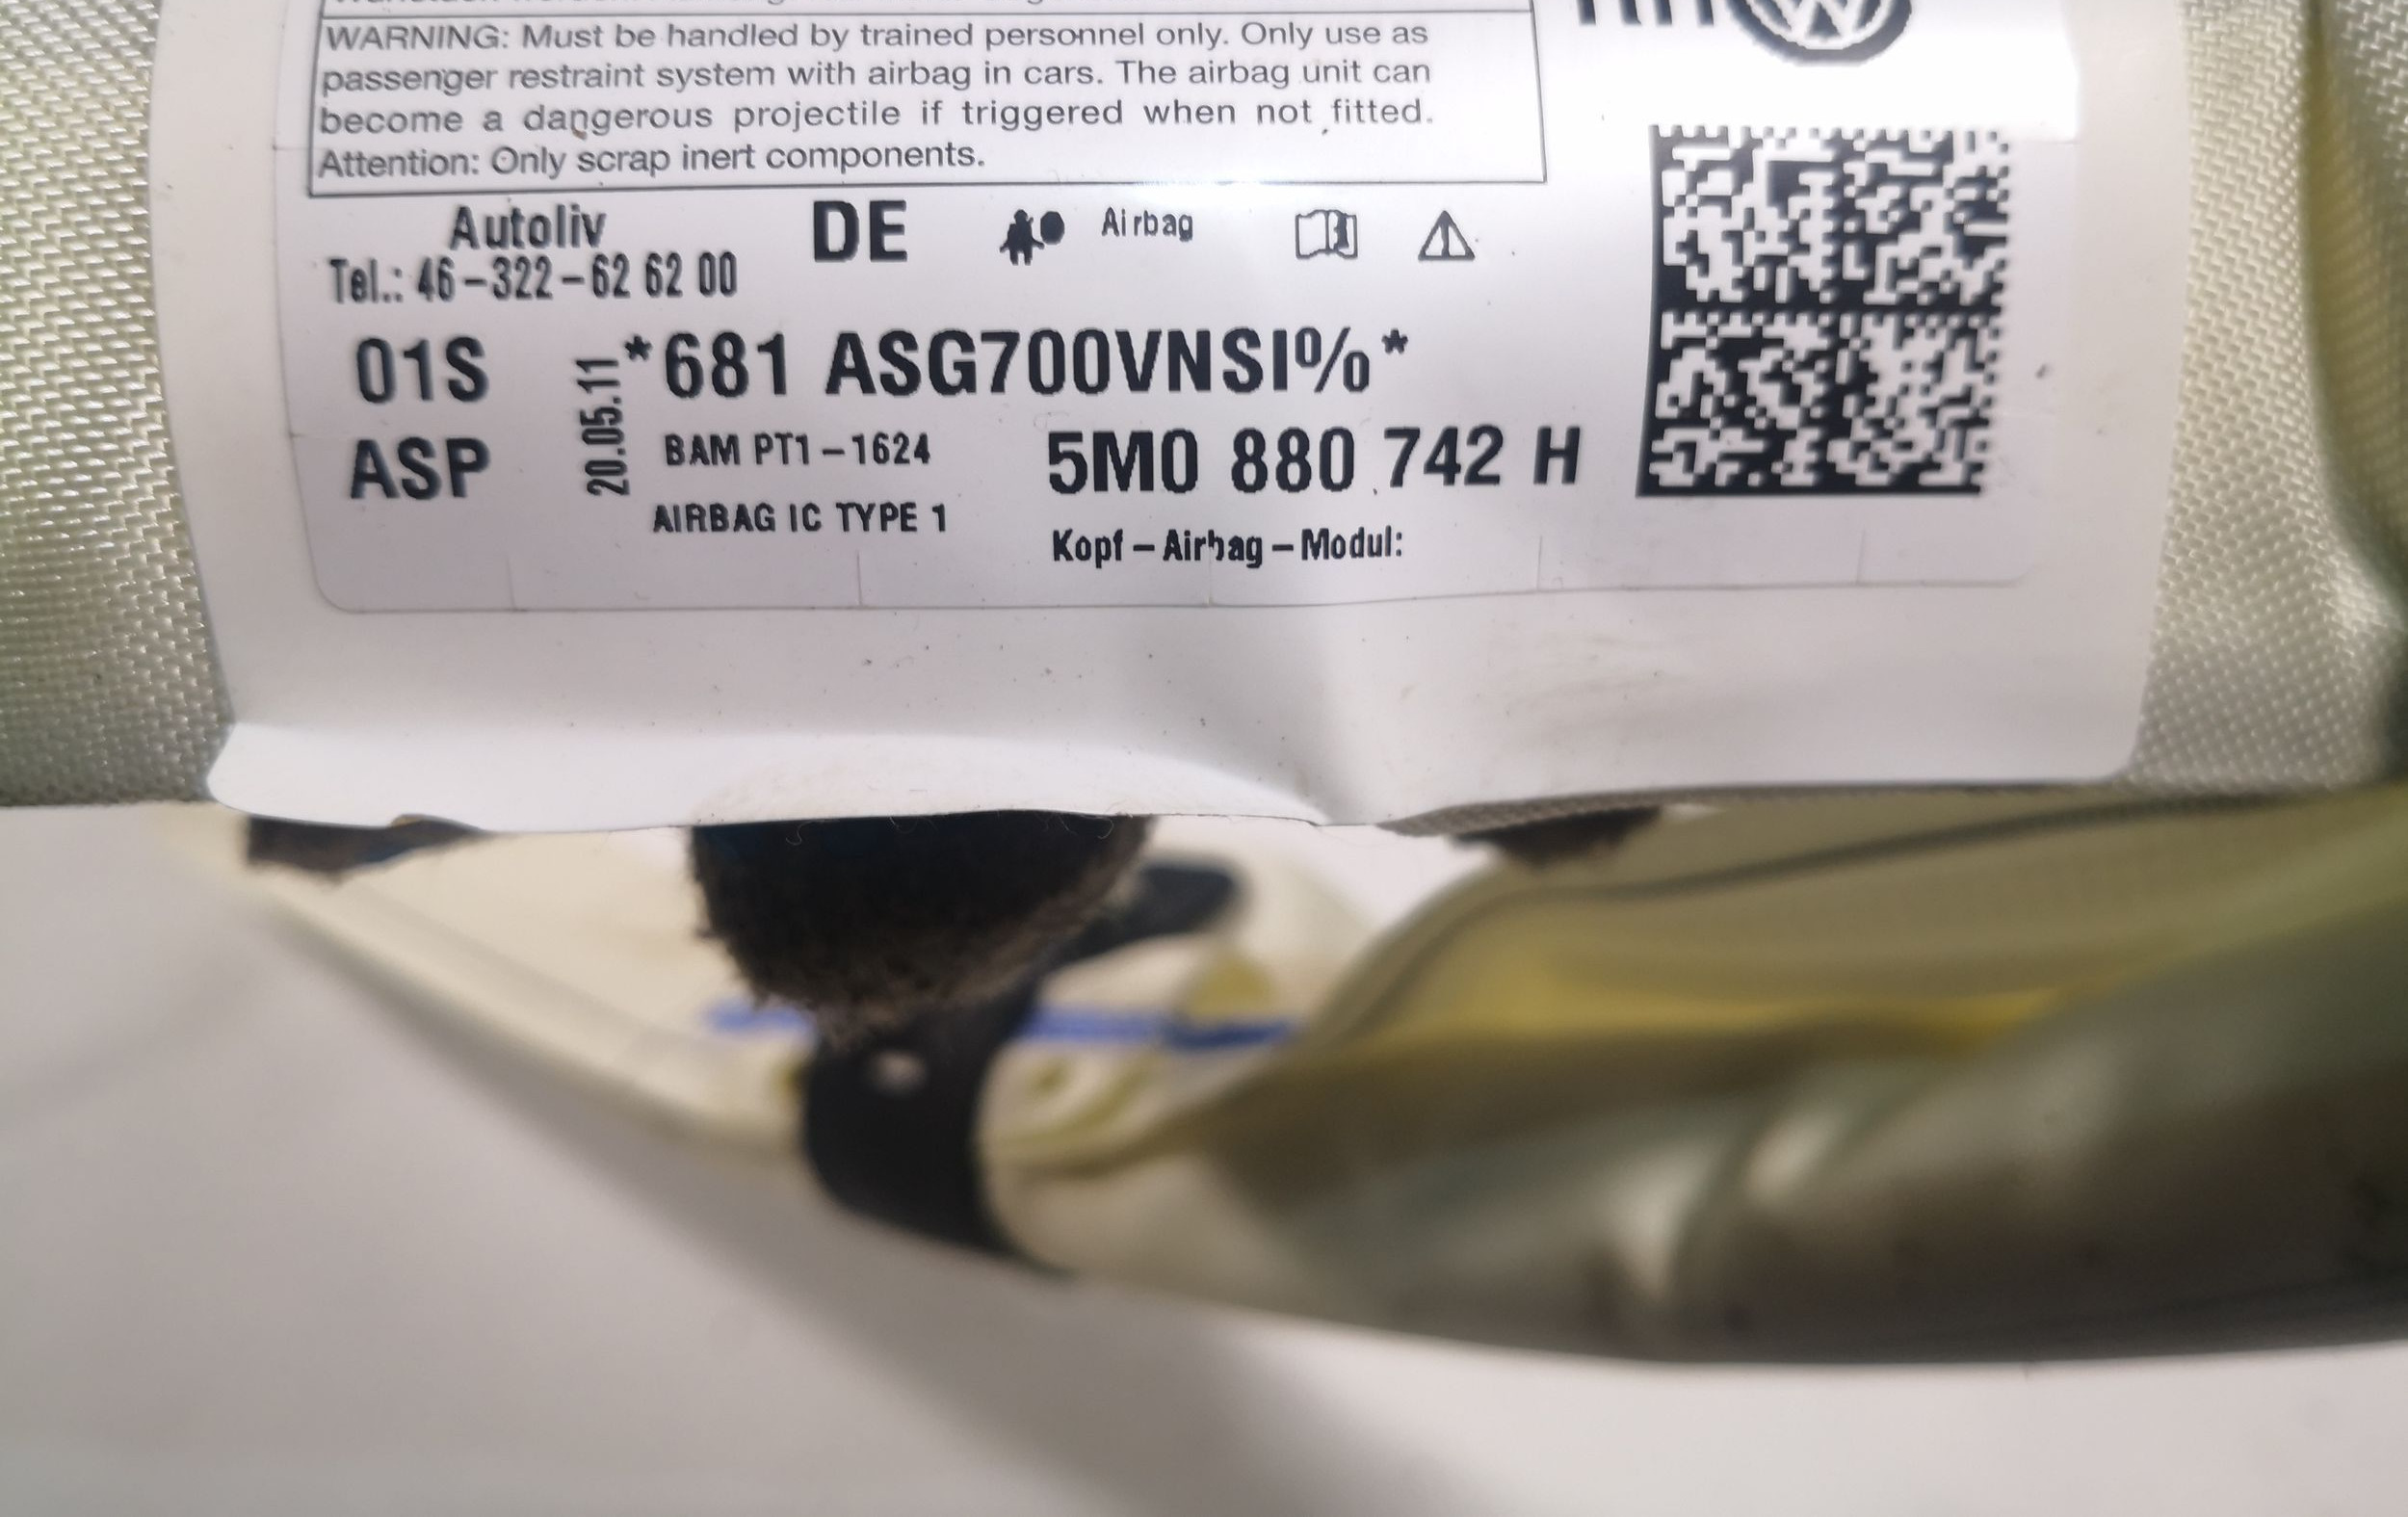 WARNING: Must be handled by trained personnel only. Only use as
passenger restraint system with airbag in cars. The airbag unit can
become a dangerous projectile if triggered when not fitted.
Attention: Only scrap inert components.
Autoliv
Tel.: 46-322-62 62 00
DE
Airbag
01S
ASP
20.05.11
*681 ASG700VNSI%*
BAM PT1-1624
5M0 880 742 H
AIRBAG IC TYPE 1
Kopf-Airbag-Modul: